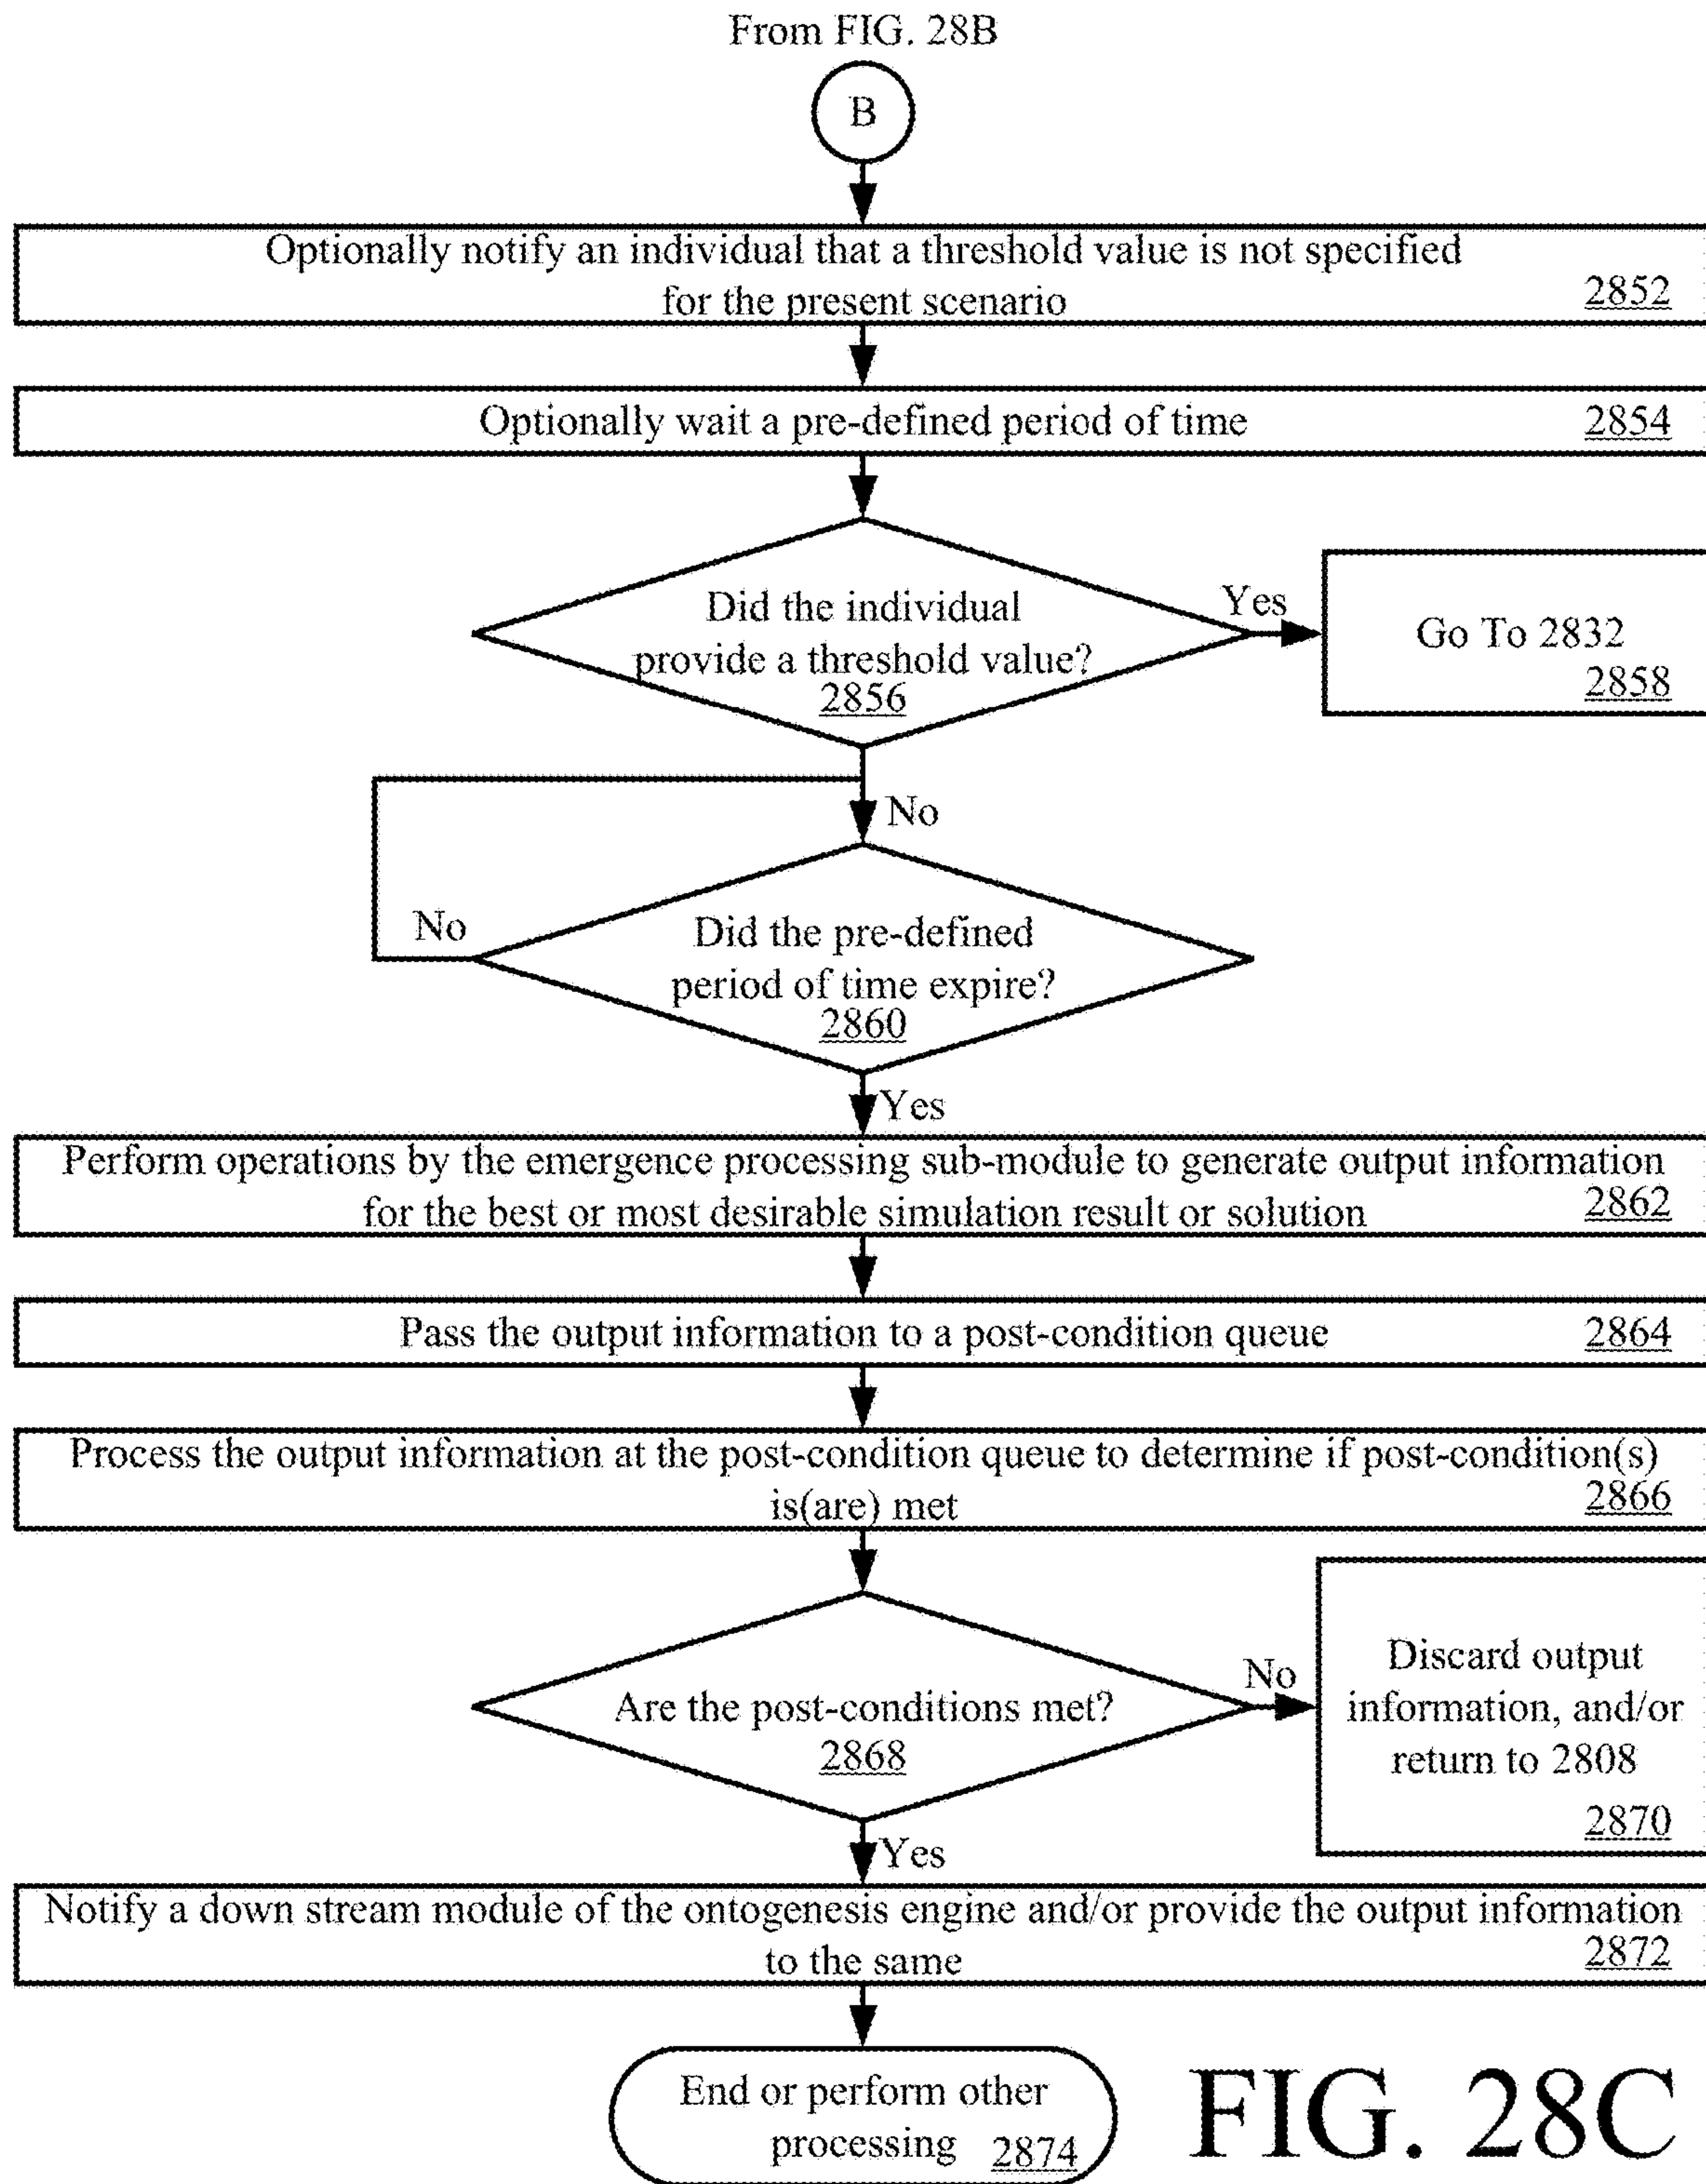 From FIG. 28B
B
Optionally notify an individual that a threshold value is not specified
for the present scenario
2852
Optionally wait a pre-defined period of time
2854
Did the individual
provide a threshold value?
2856
Yes
Go To 2832
2858
No
Did the pre-defined
period of time expire?
2860
No
Yes
Perform operations by the emergence processing sub-module to generate output information
for the best or most desirable simulation result or solution
2862
Pass the output information to a post-condition queue
2864
Process the output information at the post-condition queue to determine if post-condition(s)
is(are) met
2866
Are the post-conditions met?
2868
No
Discard output
information, and/or
return to 2808
2870
Yes
Notify a down stream module of the ontogenesis engine and/or provide the output information
to the same
2872
End or perform other
processing 2874
FIG. 28C